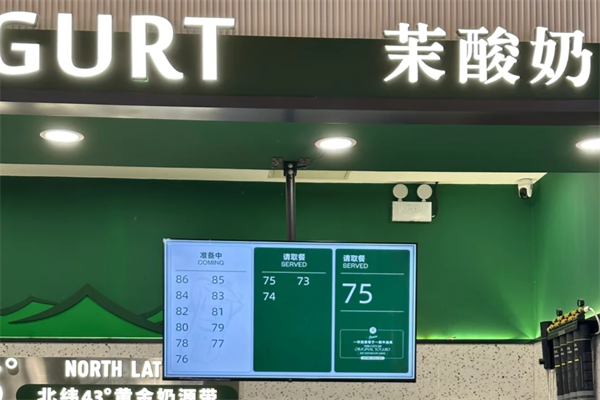 GURT 茉酸奶
准备中
COMING
86 85
84 83
82 81
80 79
78 77
76
请取餐
SERVED
75 73
74
请取餐
SERVED
75
NORTH LAT
北纬43°黄金奶源带